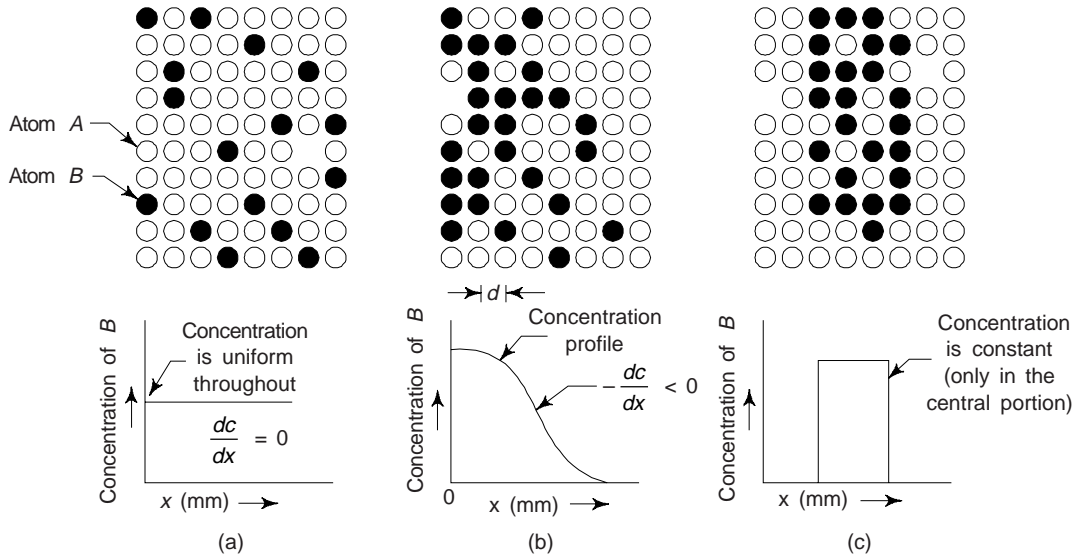 Atom A
Atom B
d
Concentration of B
Concentration
is uniform
throughout
dc/dx = 0
x (mm)
(a)
Concentration of B
Concentration
profile
− dc/dx < 0
0
x (mm)
(b)
Concentration of B
Concentration
is constant
(only in the
central portion)
x (mm)
(c)